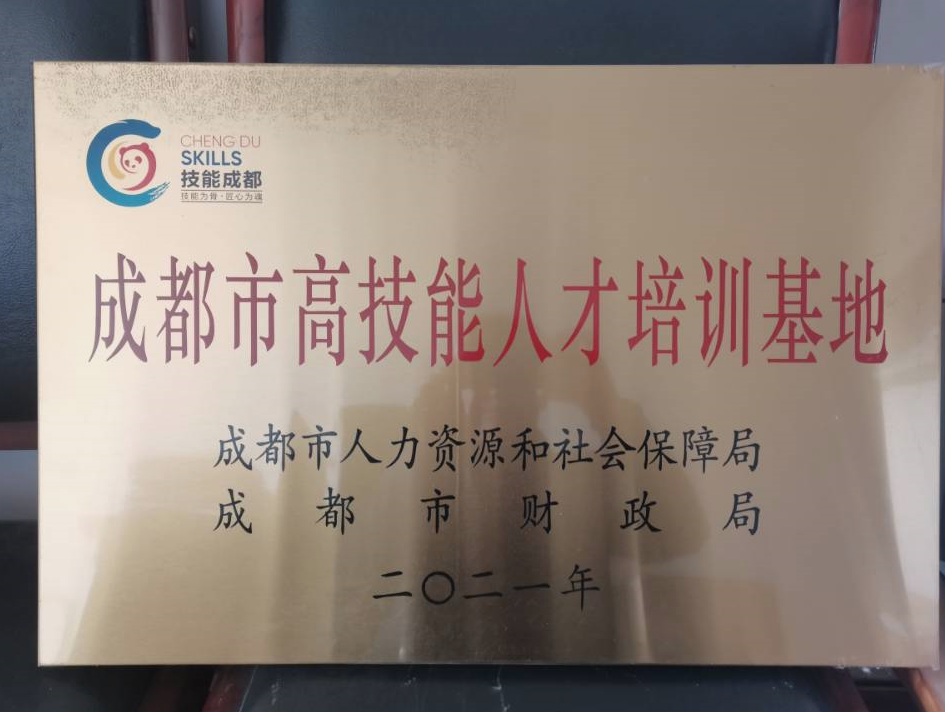 CHENG DU
SKILLS
技能成都
技能为骨·匠心为魂
成都市高技能人才培训基地
成都市人力资源和社会保障局
成都市财政局
二〇二一年